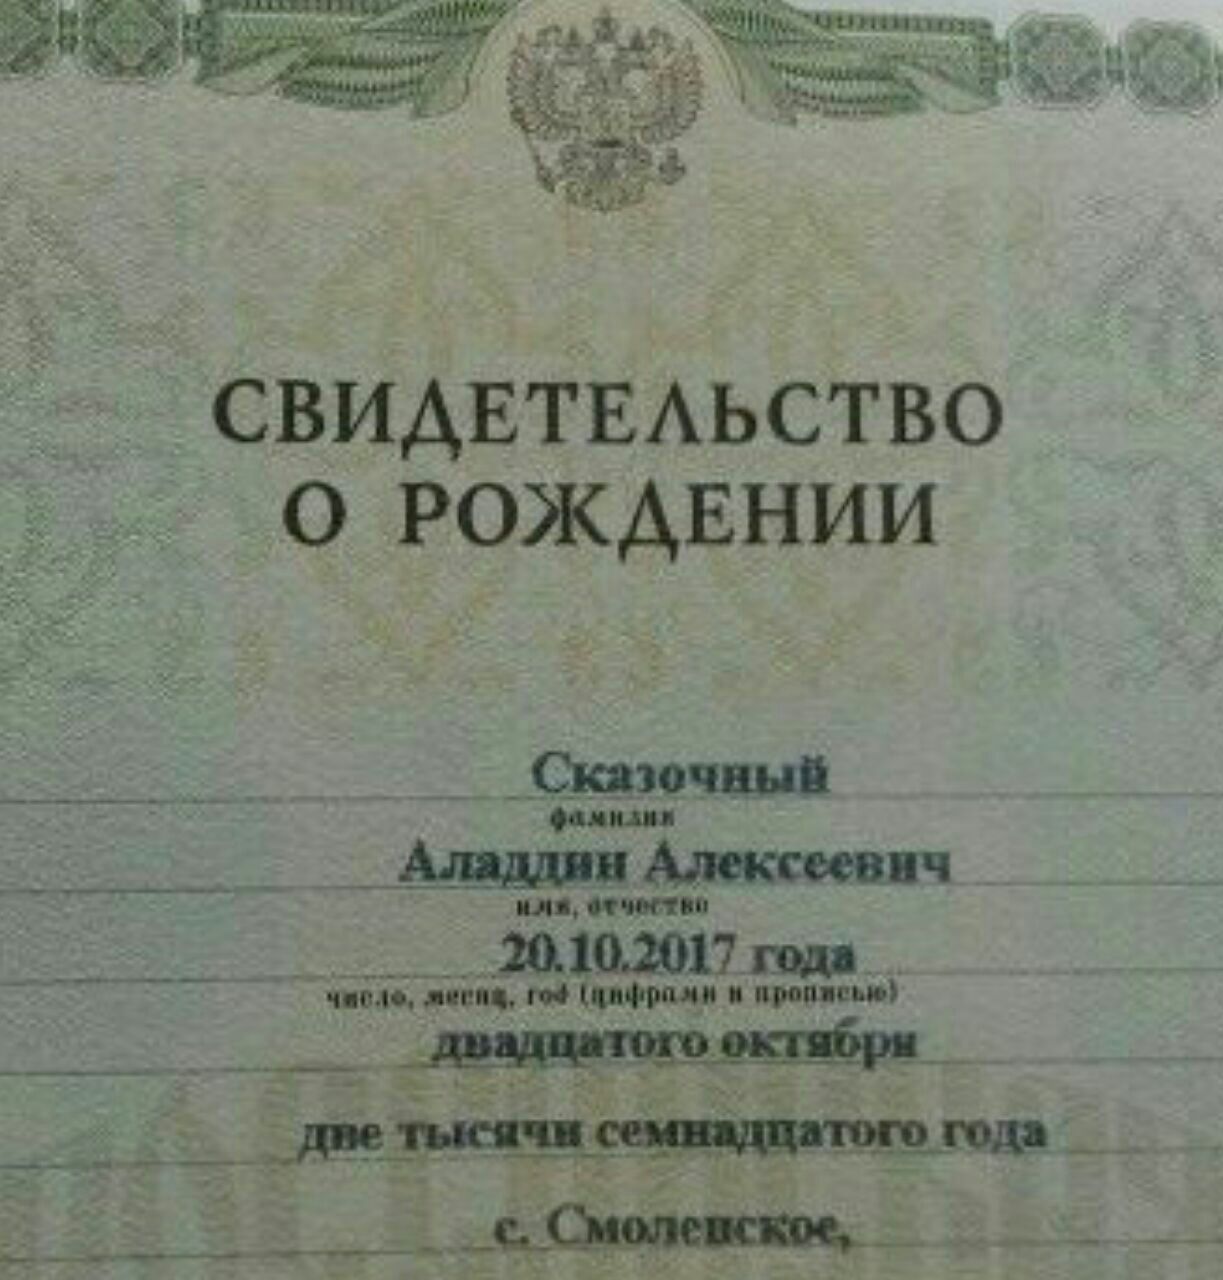 СВИДЕТЕЛЬСТВО
О РОЖДЕНИИ
Сказочный
фамилия
Аладдин Алексеевич
имя, отчество
20.10.2017 года
число, месяц, год (цифрами и прописью)
двадцатого октября
две тысячи семнадцатого года
с. Смоленское,